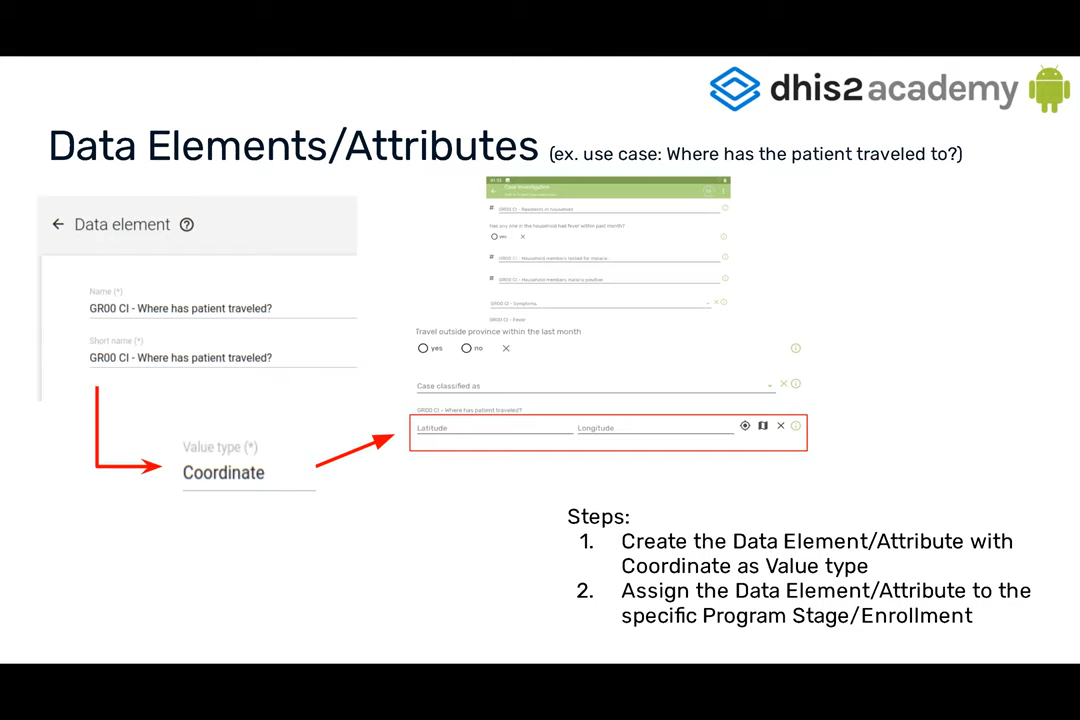 dhis2 academy
Data Elements/Attributes (ex. use case: Where has the patient traveled to?)
Data element
Name (*)
GR00 CI - Where has patient traveled?
Short name (*)
GR00 CI - Where has patient traveled?
Value type (*)
Coordinate
Case Investigation
GR00 CI - Residents in household
Has any one in the household had fever within past month?
yes
GR00 CI - Household members tested for malaria
GR00 CI - Household members malaria positive
GR00 CI - Symptoms
GR00 CI - Fever
Travel outside province within the last month
yes no
Case classified as
GR00 CI - Where has patient traveled?
Latitude Longitude
Steps:
1. Create the Data Element/Attribute with
Coordinate as Value type
2. Assign the Data Element/Attribute to the
specific Program Stage/Enrollment